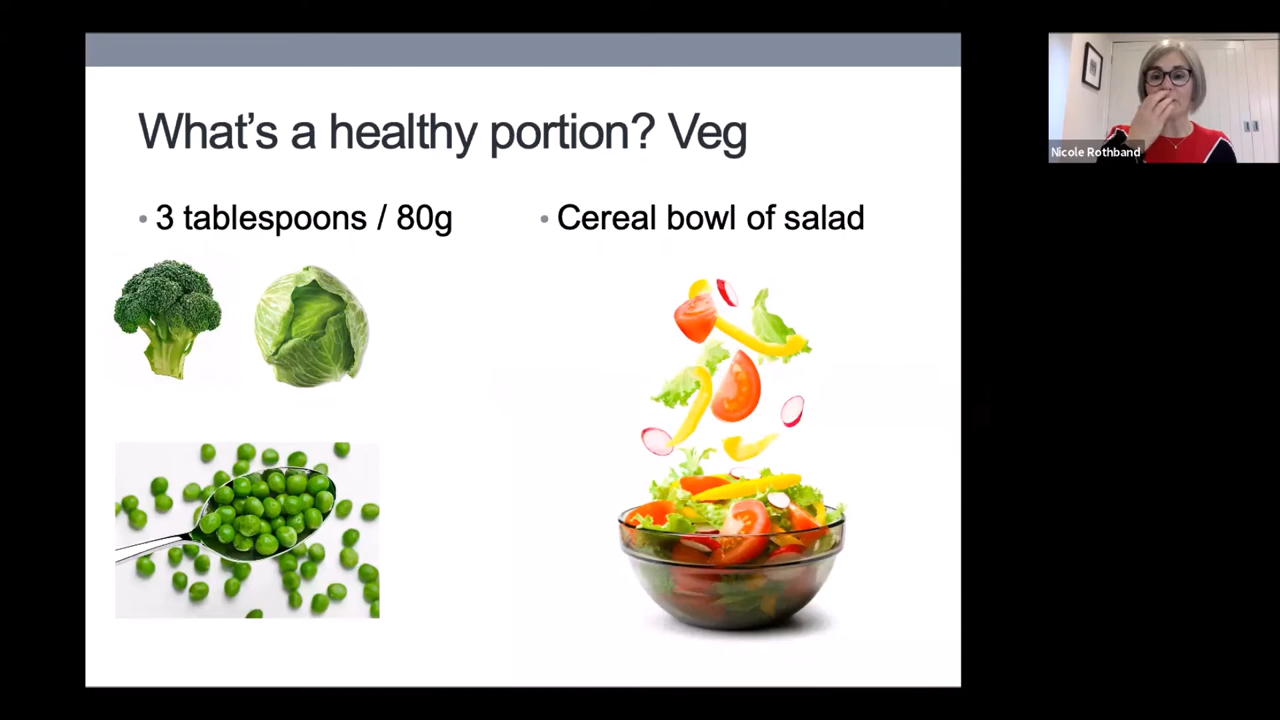 What's a healthy portion? Veg
• 3 tablespoons / 80g
• Cereal bowl of salad
Nicole Rothband